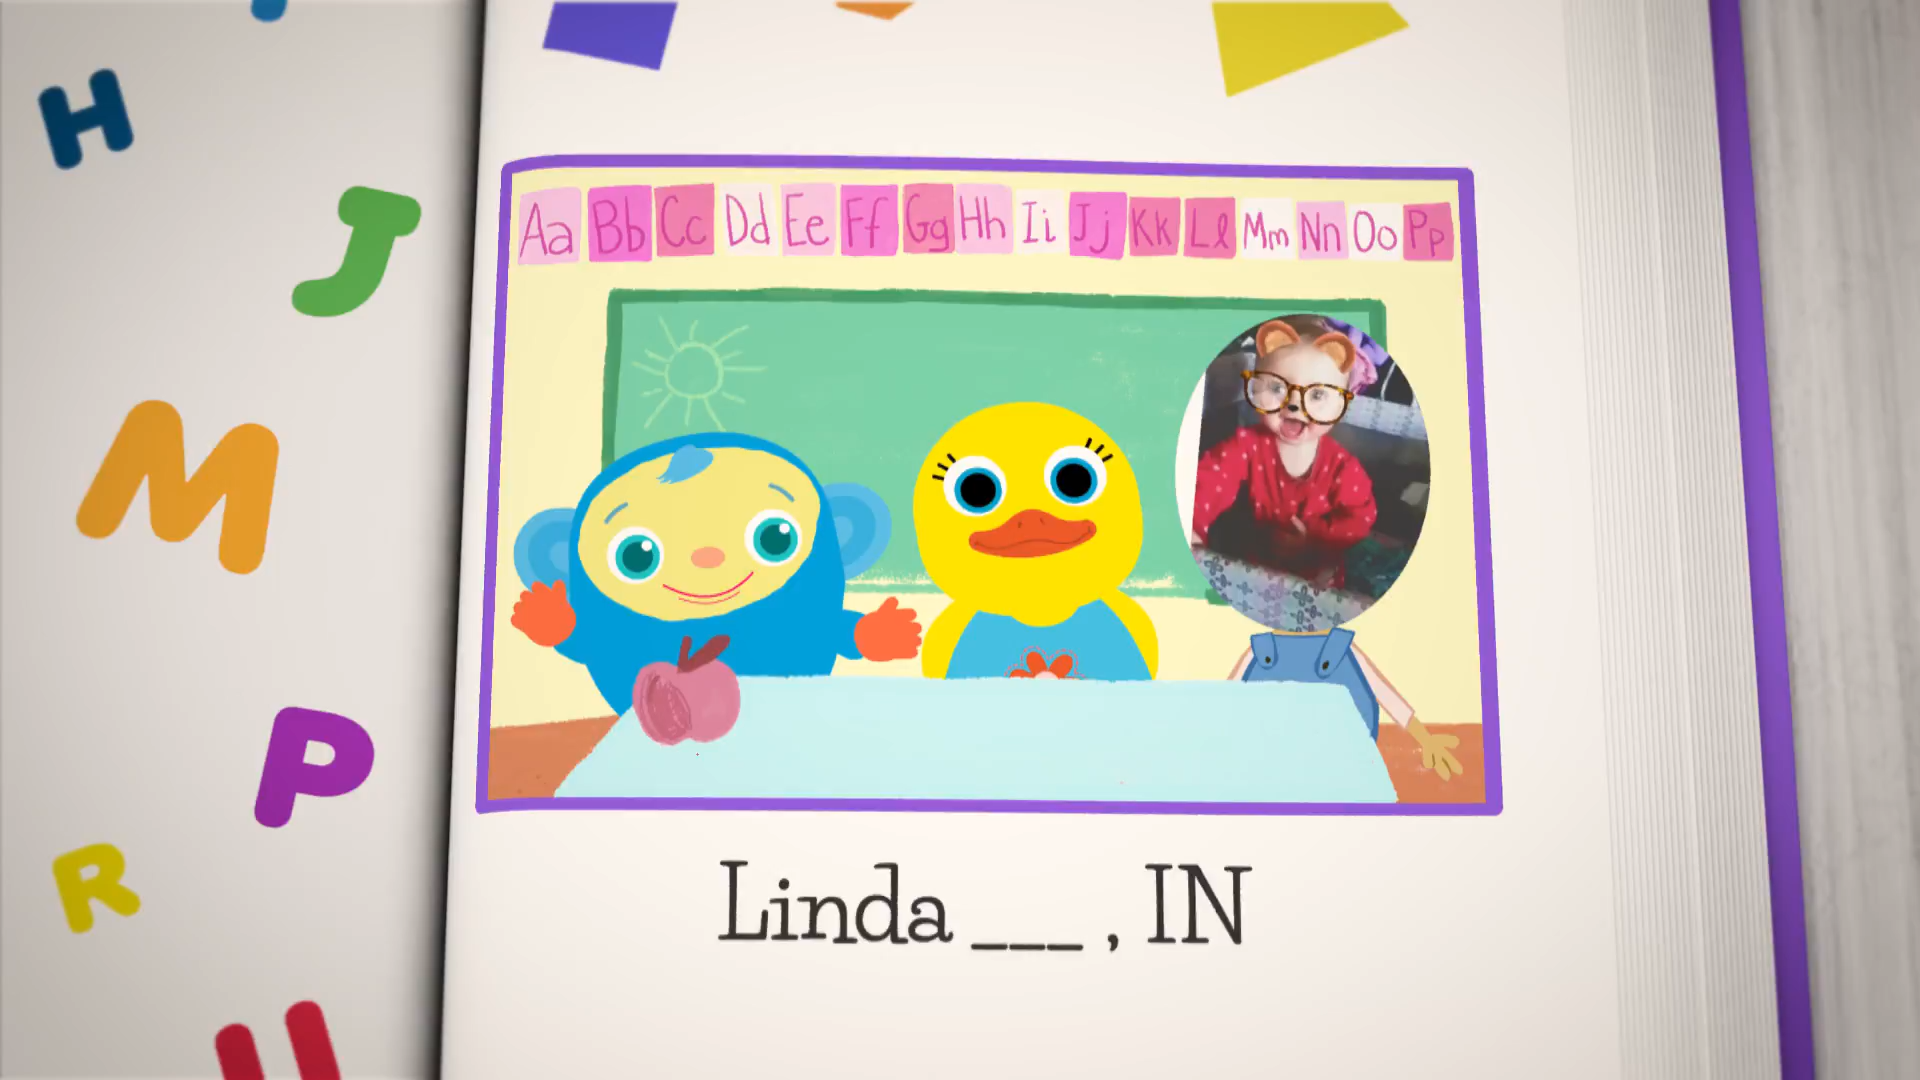 H
J
M
P
R
Aa Bb Cc Dd Ee Ff Gg Hh Ii Jj Kk Ll Mm Nn Oo Pp
Linda ___ , IN